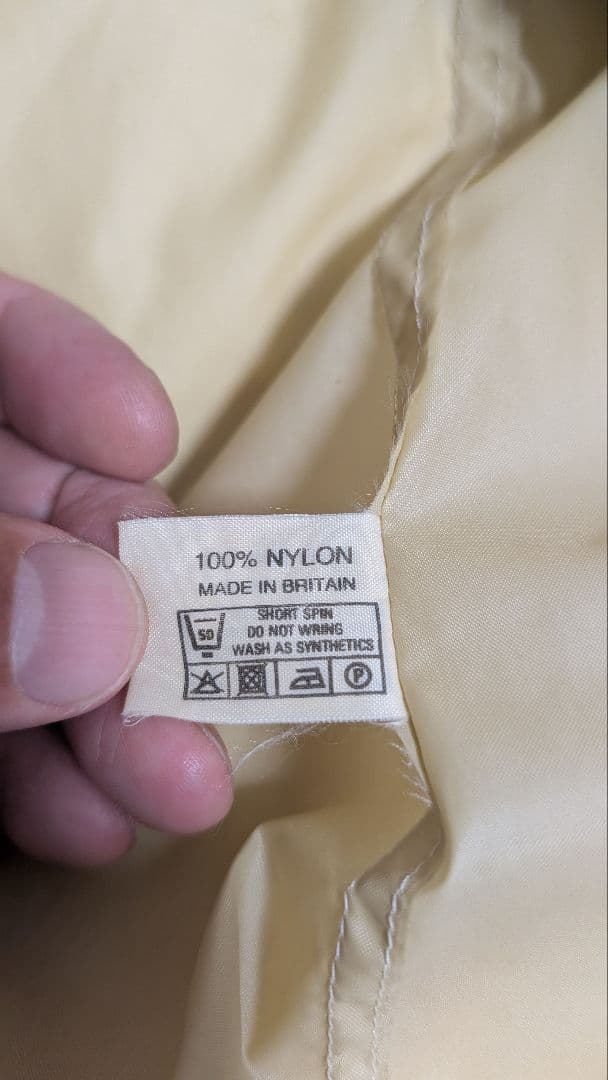 100% NYLON
MADE IN BRITAIN
SHORT SPIN
50 DO NOT WRING
WASH AS SYNTHETICS
P